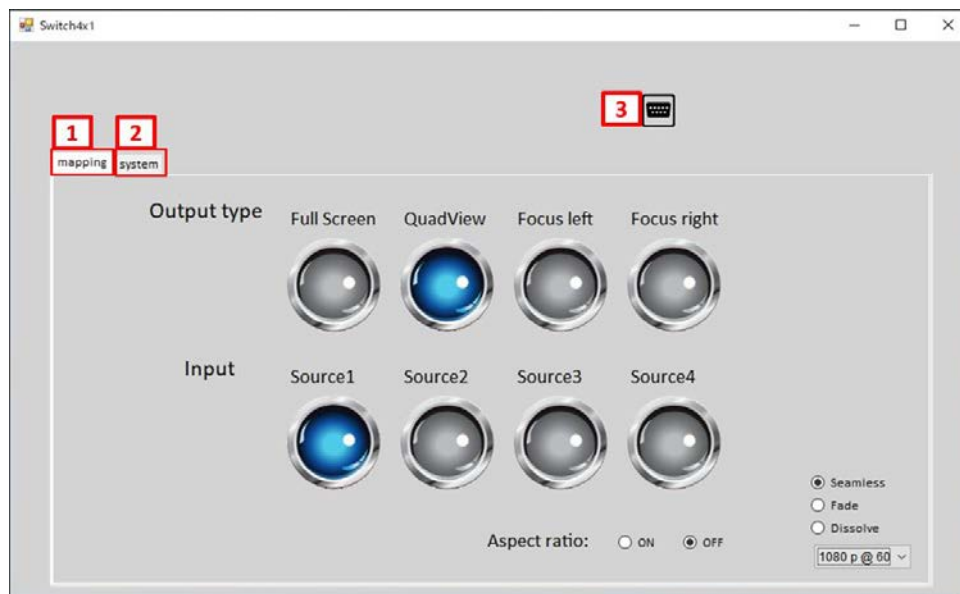 Switch4x1
3
1 2
mapping system
Output type Full Screen QuadView Focus left Focus right
Input Source1 Source2 Source3 Source4
Seamless
Fade
Dissolve
Aspect ratio: ON OFF
1080 p @ 60